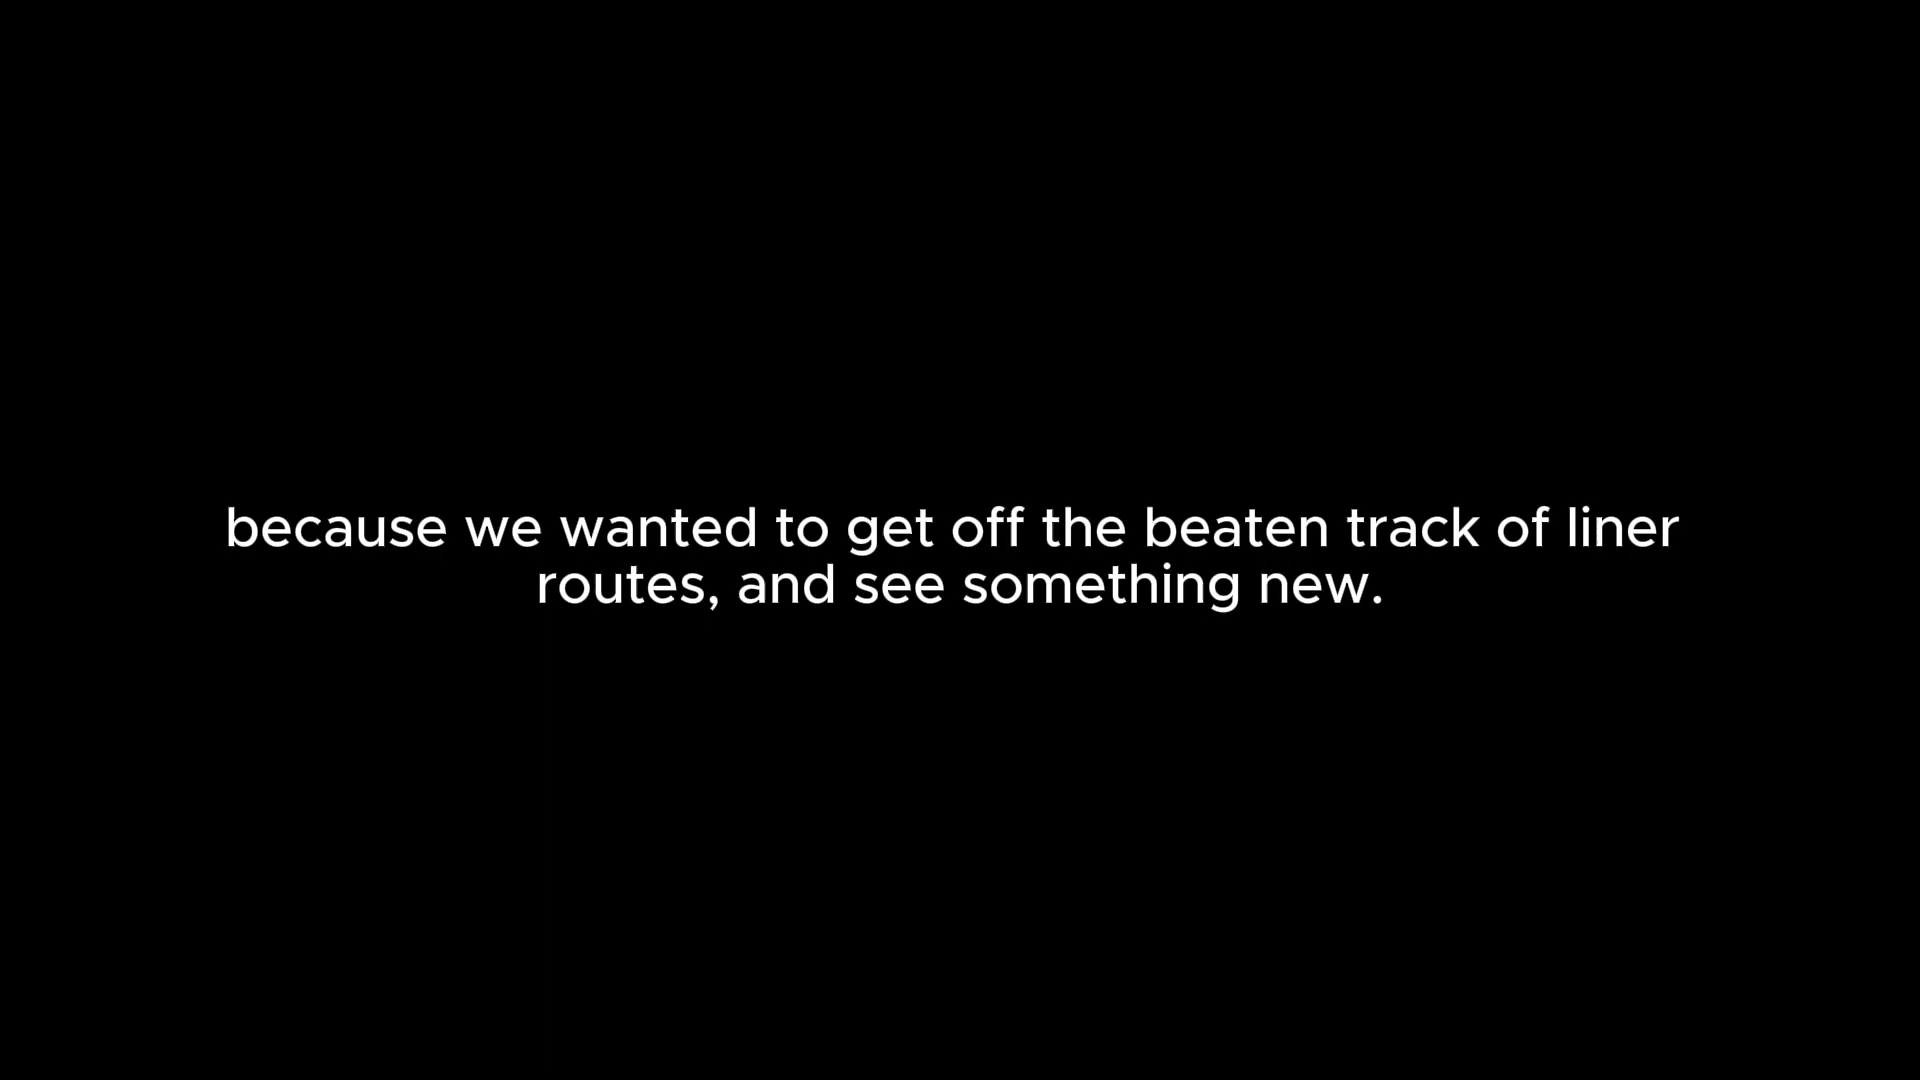 because we wanted to get off the beaten track of liner
routes, and see something new.